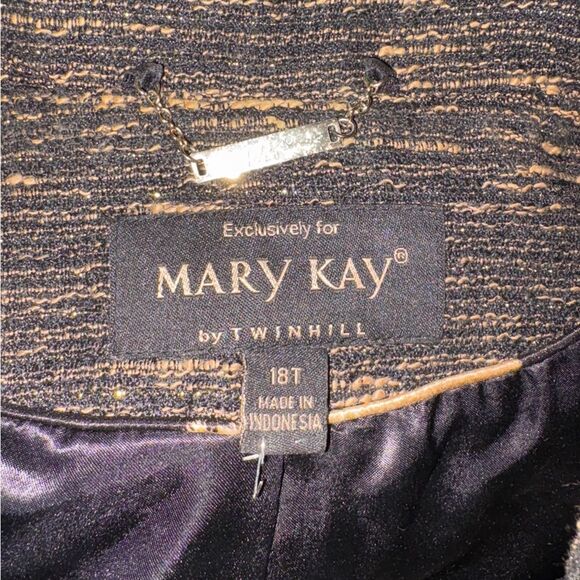 Exclusively for
MARY KAY®
by TWINHILL
18T
MADE IN
INDONESIA